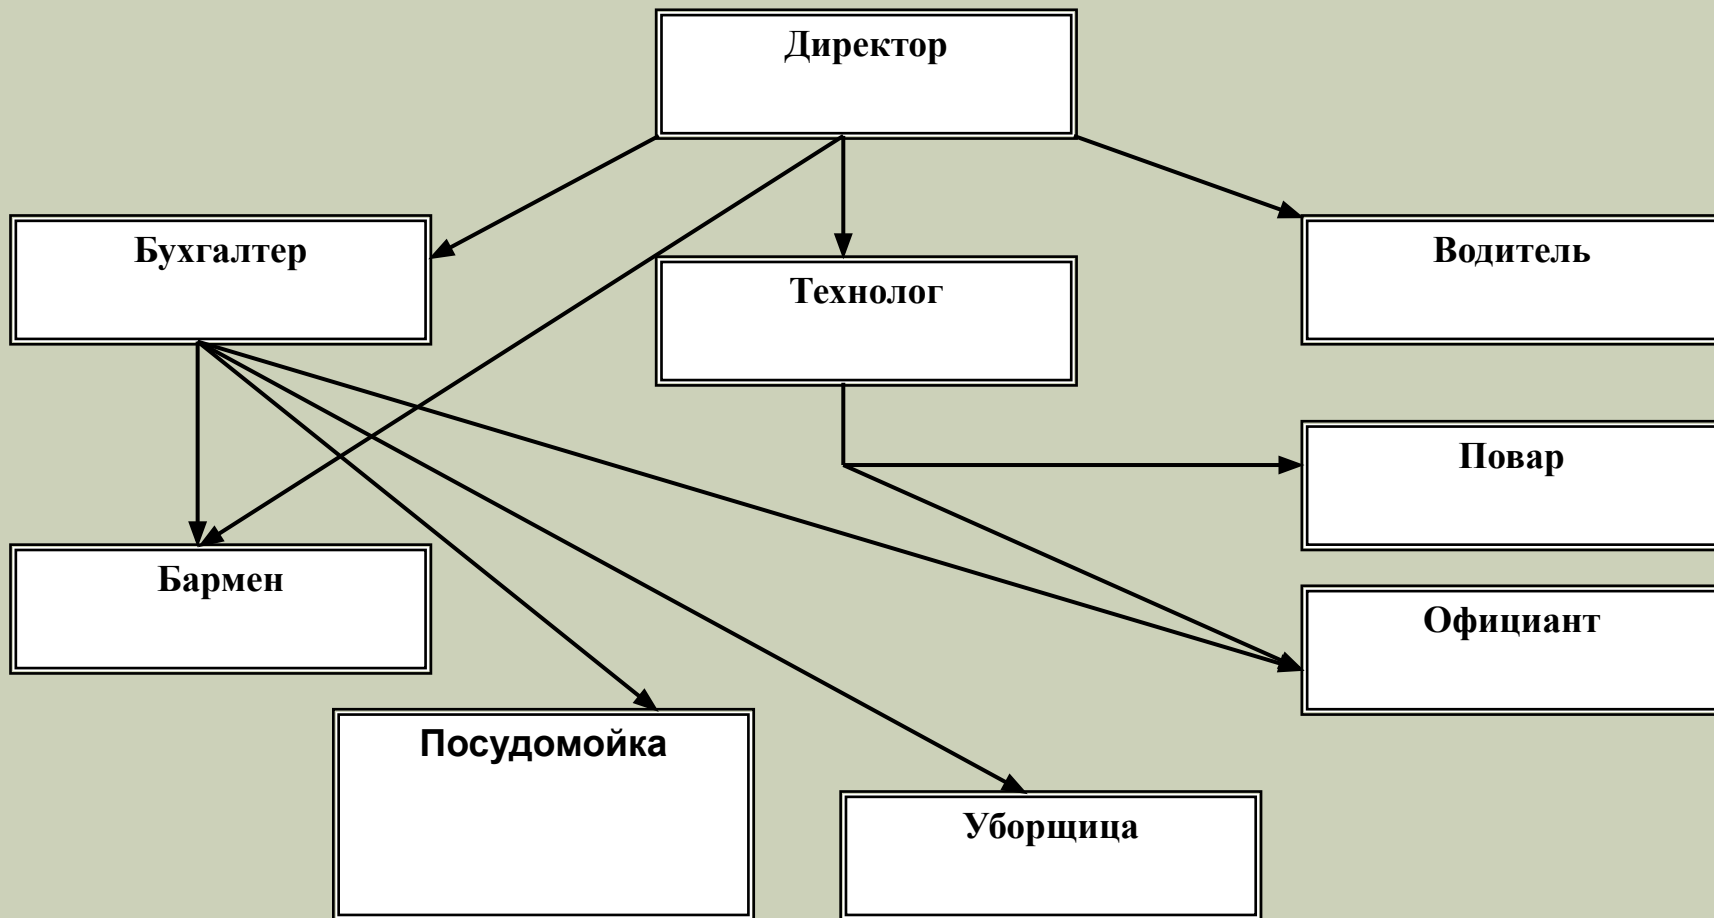 Директор
Бухгалтер
Технолог
Водитель
Повар
Бармен
Официант
Посудомойка
Уборщица